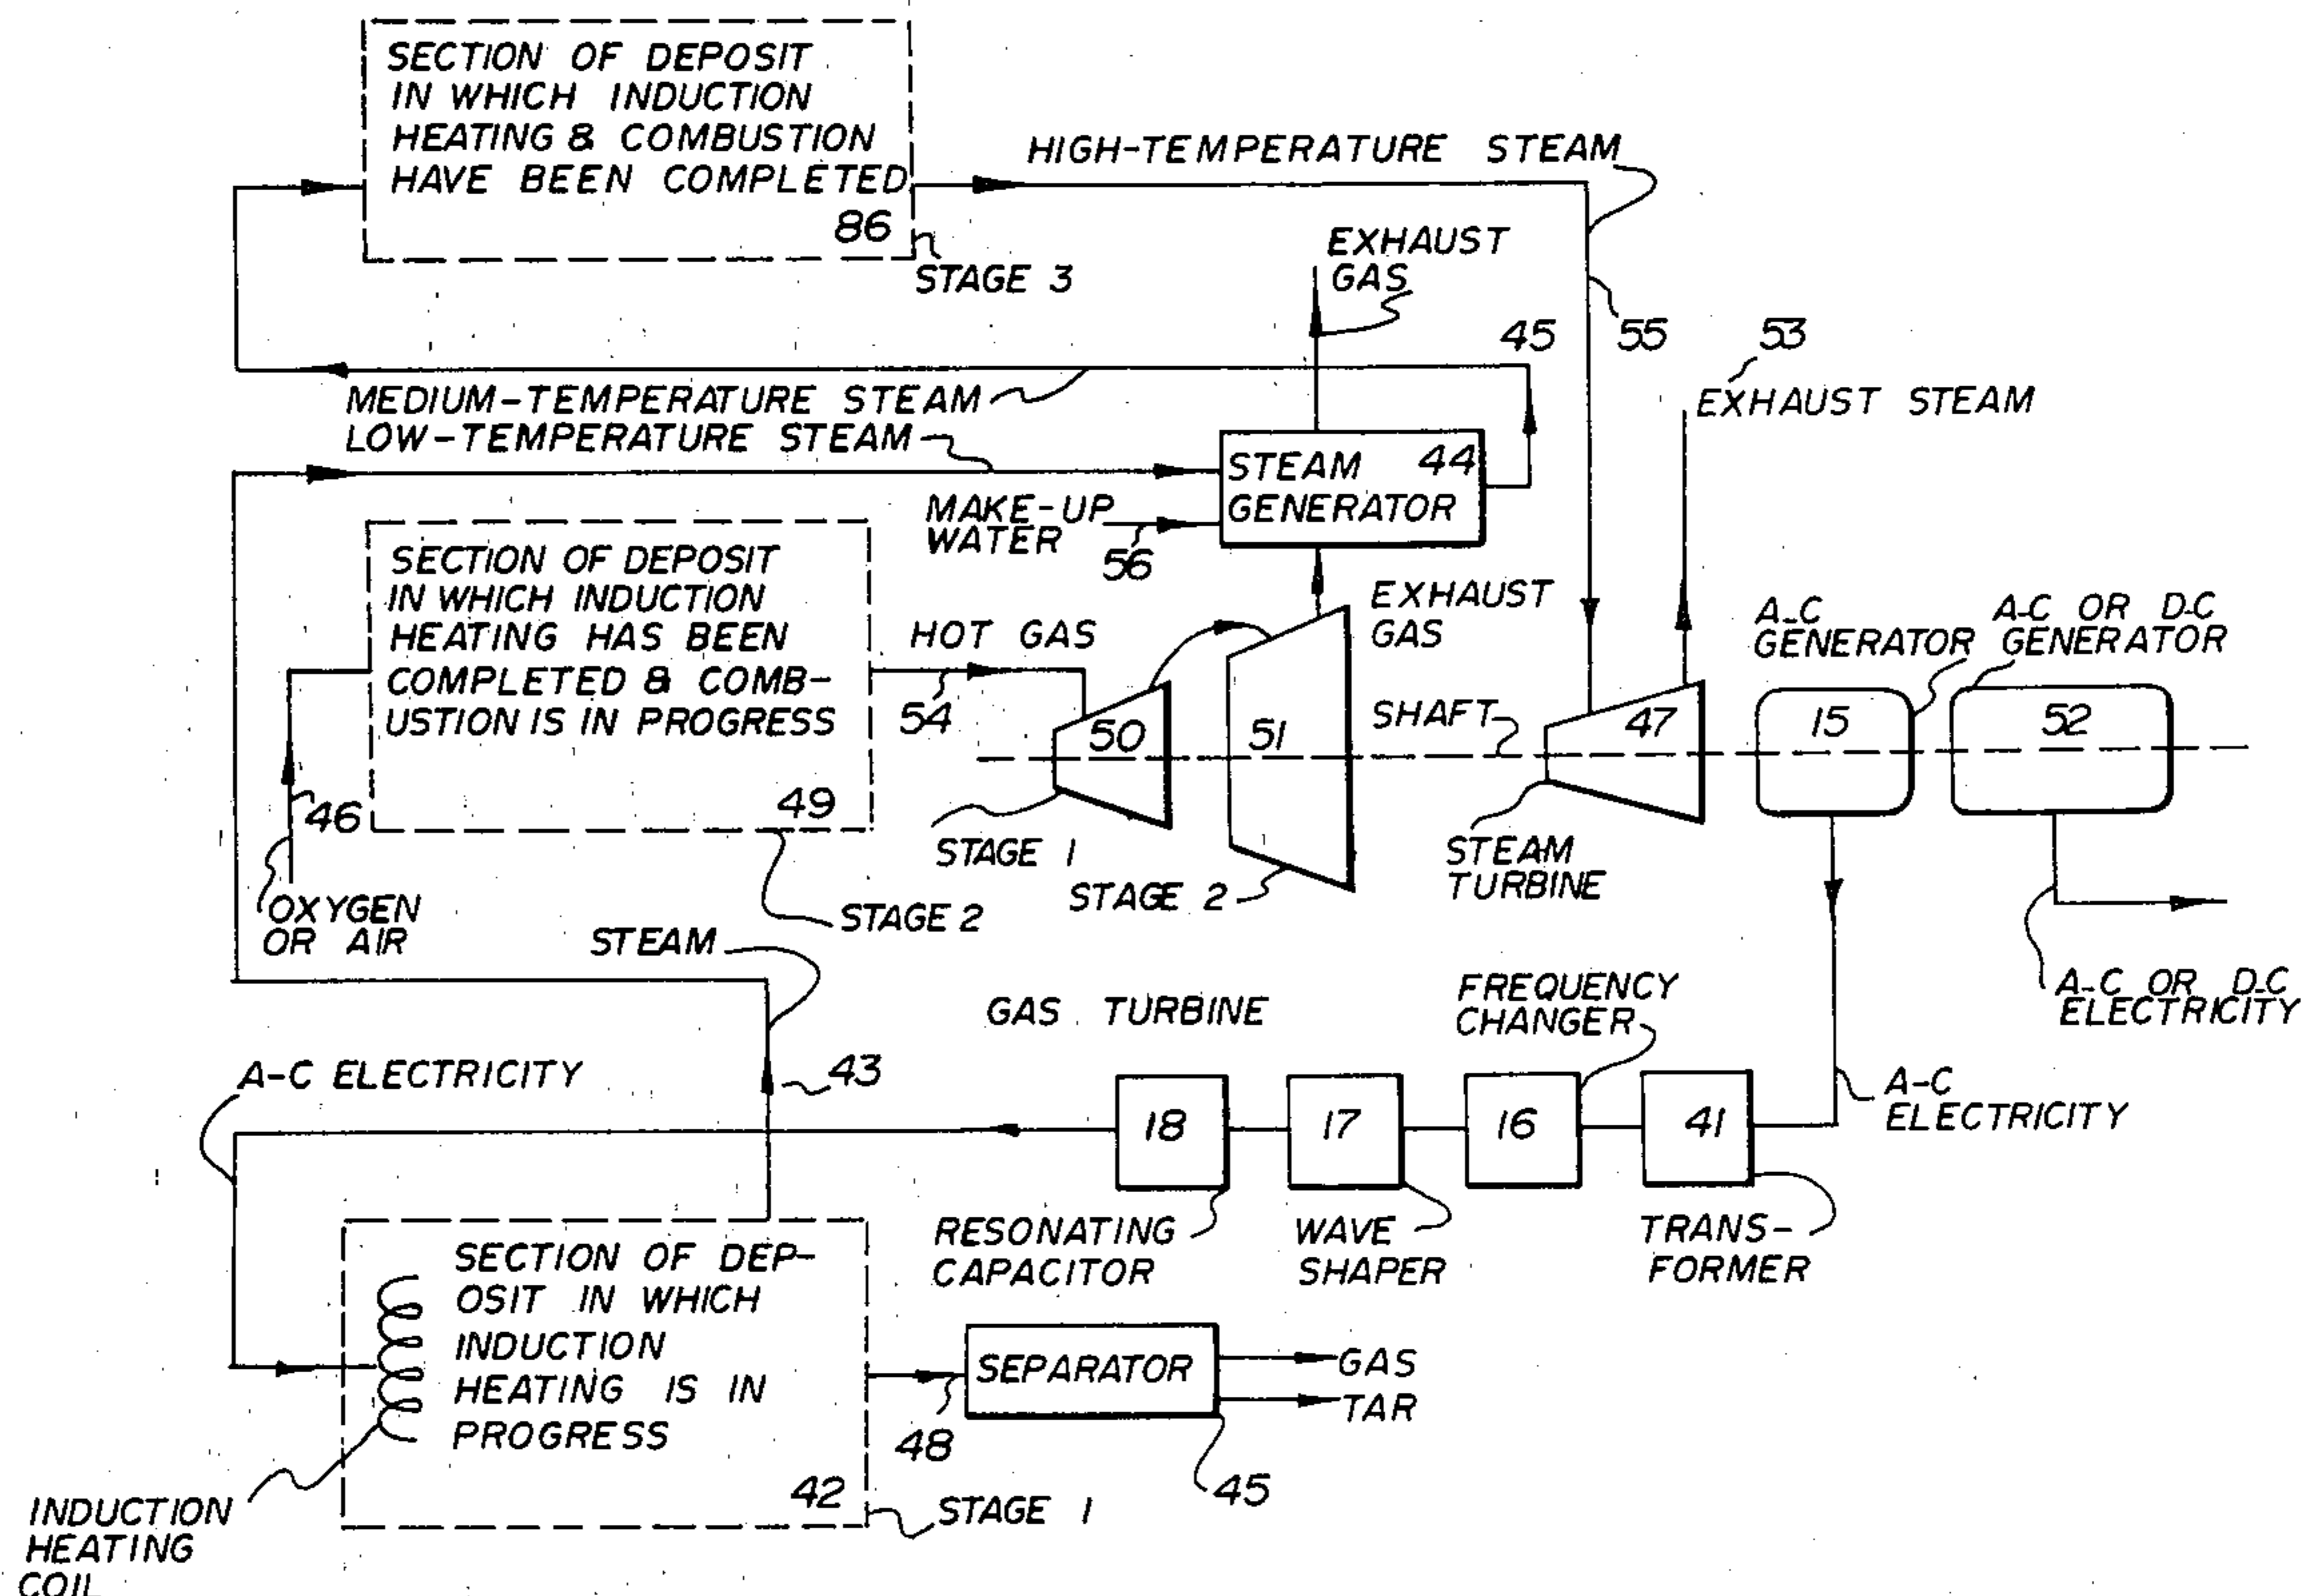 SECTION OF DEPOSIT
IN WHICH INDUCTION
HEATING & COMBUSTION
HAVE BEEN COMPLETED
86
STAGE 3
HIGH-TEMPERATURE STEAM
EXHAUST
GAS
45
55
53
EXHAUST STEAM
MEDIUM-TEMPERATURE STEAM
LOW-TEMPERATURE STEAM
STEAM 44
GENERATOR
MAKE-UP
WATER
56
SECTION OF DEPOSIT
IN WHICH INDUCTION
HEATING HAS BEEN
COMPLETED & COMB-
USTION IS IN PROGRESS
49
46
OXYGEN
OR AIR
STAGE 2
HOT GAS
54
50
STAGE 1
51
STAGE 2
EXHAUST
GAS
SHAFT
47
STEAM
TURBINE
A-C
GENERATOR
15
A-C OR D-C
GENERATOR
52
A-C OR D-C
ELECTRICITY
STEAM
GAS TURBINE
FREQUENCY
CHANGER
A-C ELECTRICITY
43
18
17
16
41
A-C
ELECTRICITY
RESONATING
CAPACITOR
WAVE
SHAPER
TRANS-
FORMER
SECTION OF DEP-
OSIT IN WHICH
INDUCTION
HEATING IS IN
PROGRESS
42
STAGE 1
48
SEPARATOR
GAS
TAR
45
INDUCTION
HEATING
COIL